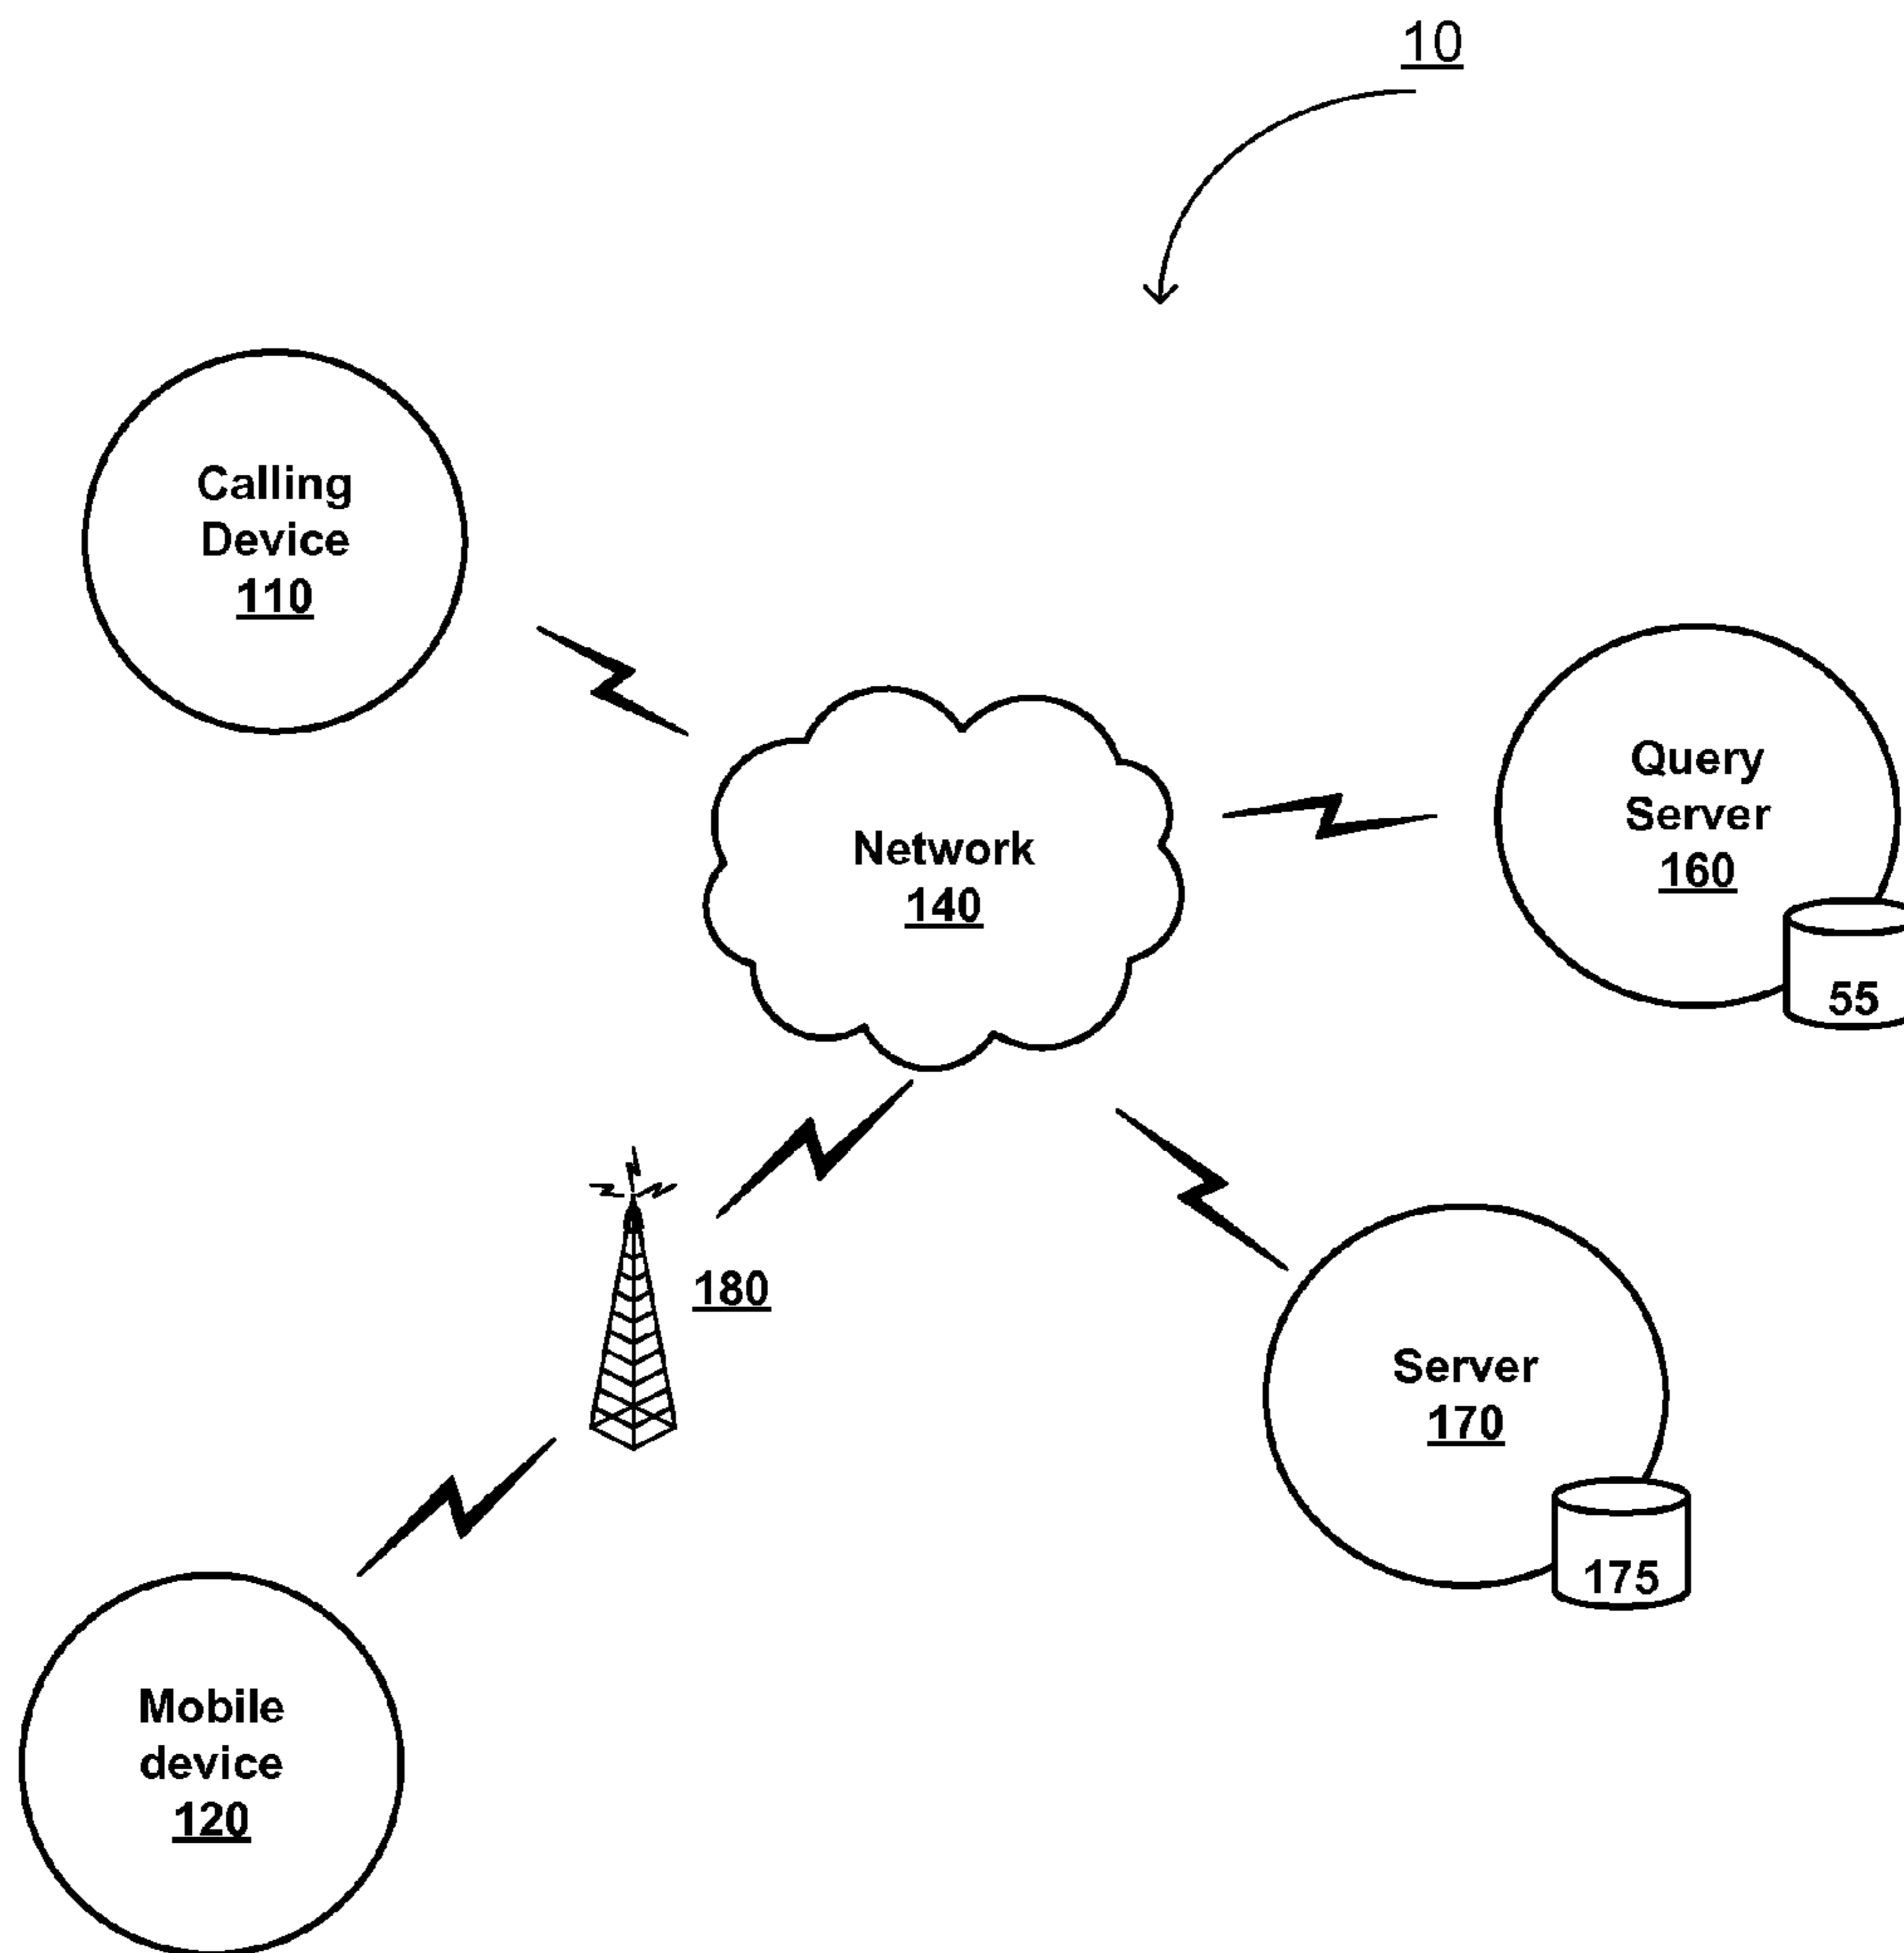 10
Calling
Device
110
Query
Server
160
55
Network
140
180
Server
170
175
Mobile
device
120